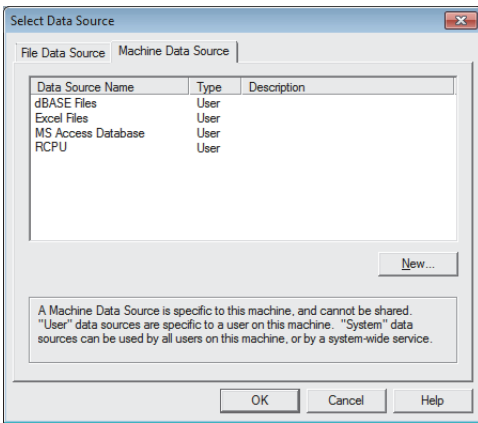 Select Data Source
File Data Source Machine Data Source
Data Source Name Type Description
dBASE Files User
Excel Files User
MS Access Database User
RCPU User
New...
A Machine Data Source is specific to this machine, and cannot be shared.
"User" data sources are specific to a user on this machine. "System" data
sources can be used by all users on this machine, or by a system-wide service.
OK Cancel Help